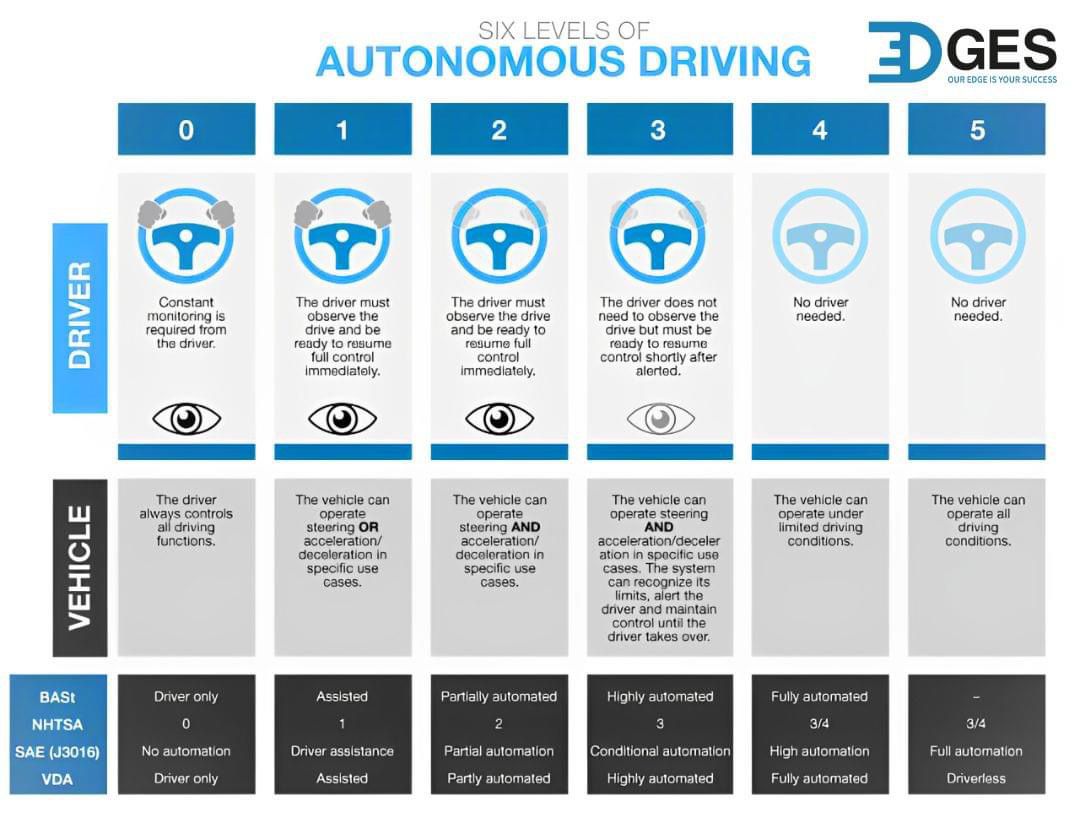 SIX LEVELS OF
AUTONOMOUS DRIVING
EDGES
OUR EDGE IS YOUR SUCCESS
0
1
2
3
4
5
DRIVER
Constant
monitoring is
required from
the driver.
The driver must
observe the
drive and be
ready to resume
full control
immediately.
The driver must
observe the drive
and be ready to
resume full
control
immediately.
The driver does not
need to observe the
drive but must be
ready to resume
control shortly after
alerted.
No driver
needed.
No driver
needed.
VEHICLE
The driver
always controls
all driving
functions.
The vehicle can
operate
steering OR
acceleration/
deceleration in
specific use
cases.
The vehicle can
operate
steering AND
acceleration/
deceleration in
specific use
cases.
The vehicle can
operate steering
AND
acceleration/deceler
ation in specific use
cases. The system
can recognize its
limits, alert the
driver and maintain
control until the
driver takes over.
The vehicle can
operate under
limited driving
conditions.
The vehicle can
operate all
driving
conditions.
BASt Driver only Assisted Partially automated Highly automated Fully automated –
NHTSA 0 1 2 3 3/4 3/4
SAE (J3016) No automation Driver assistance Partial automation Conditional automation High automation Full automation
VDA Driver only Assisted Partly automated Highly automated Fully automated Driverless